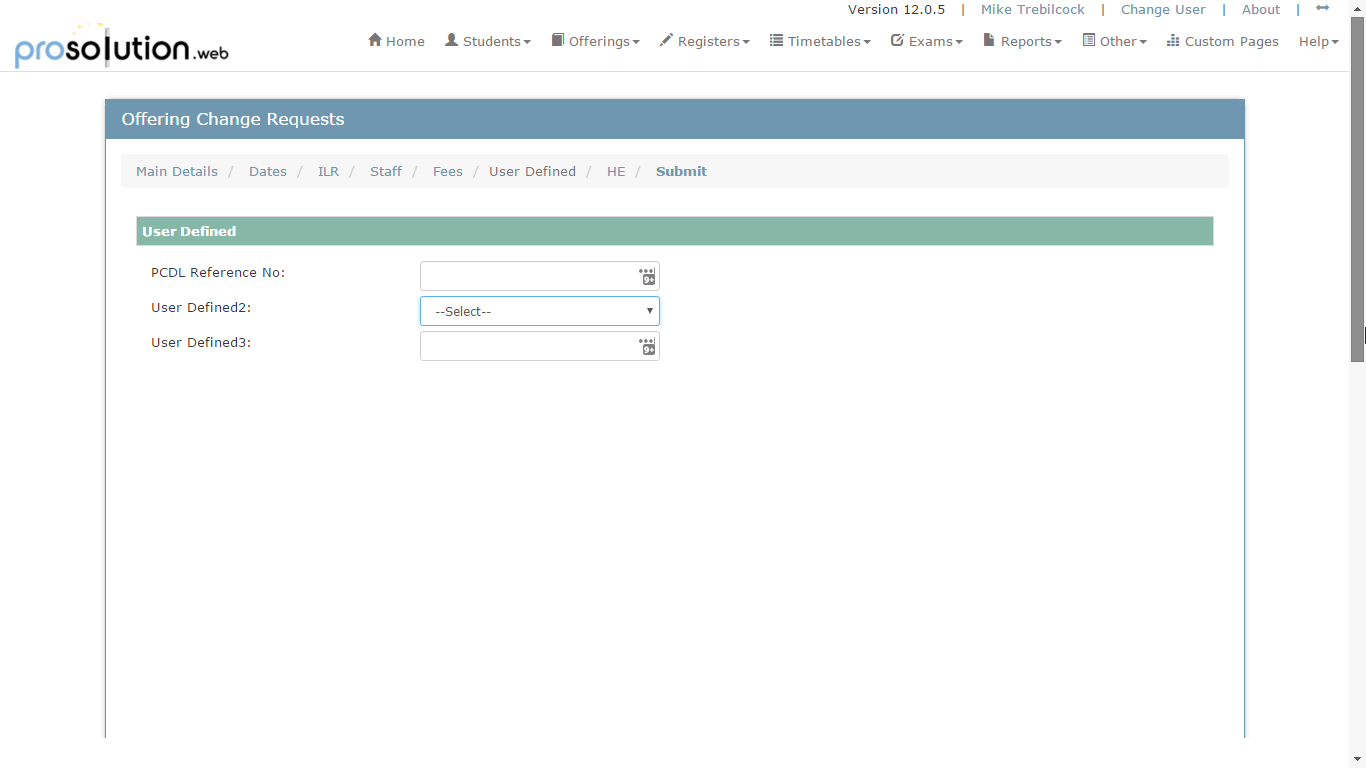 Version 12.0.5 | Mike Trebilcock | Change User | About |
prosolution.web
Home Students Offerings Registers Timetables Exams Reports Other Custom Pages Help
Offering Change Requests
Main Details / Dates / ILR / Staff / Fees / User Defined / HE / Submit
User Defined
PCDL Reference No:
9+
User Defined2: --Select--
User Defined3:
9+